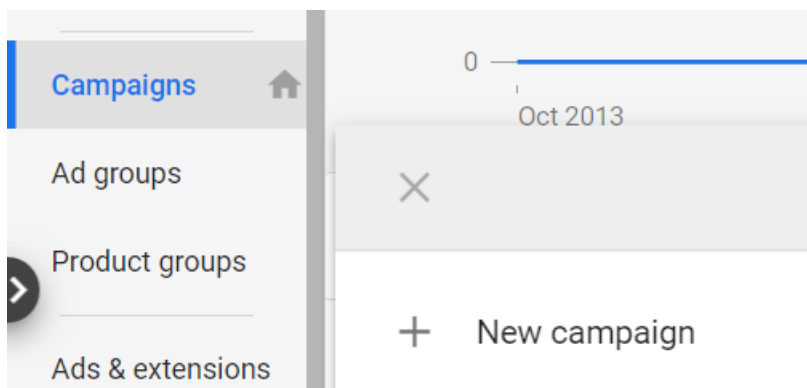 Campaigns
Ad groups
Product groups
Ads & extensions
0
Oct 2013
New campaign